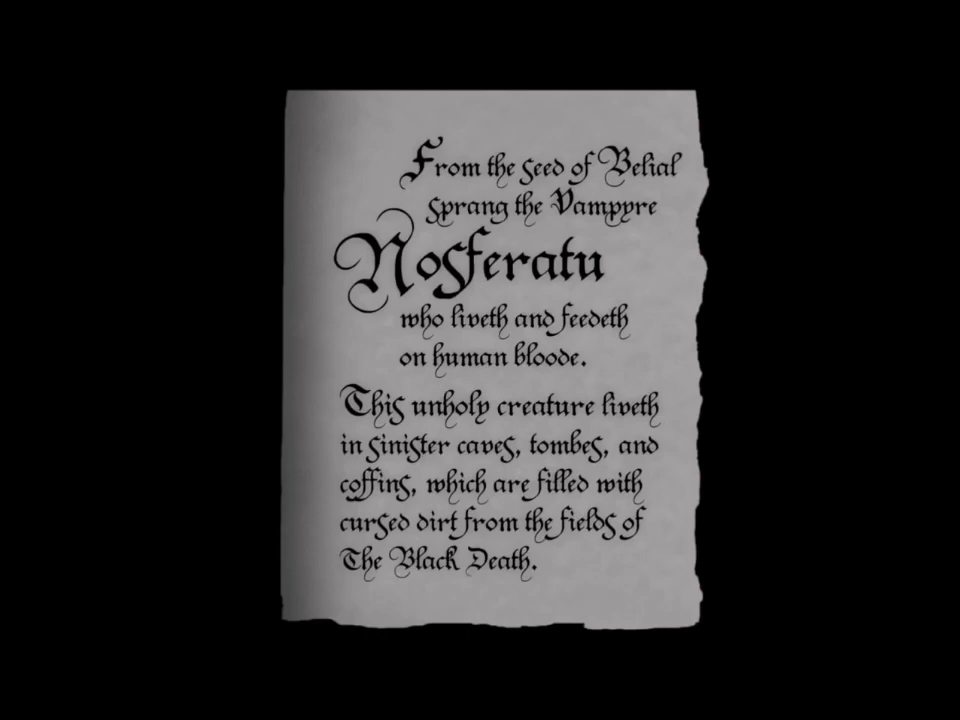 From the seed of Belial
sprang the Vampyre
Nosferatu
who liveth and feedeth
on human bloode.
This unholy creature liveth
in sinister caves, tombes, and
coffins, which are filled with
cursed dirt from the fields of
The Black Death.